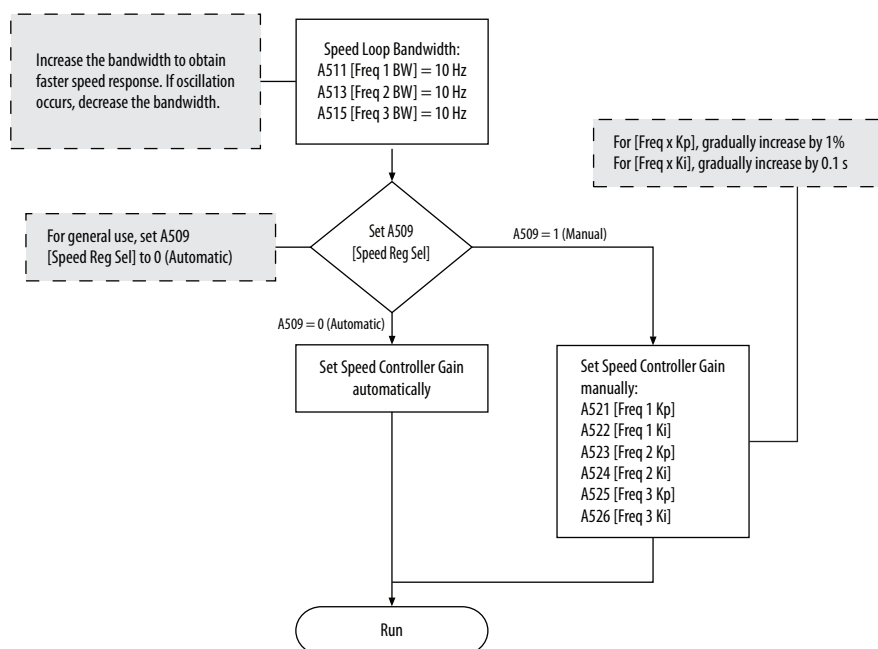 Increase the bandwidth to obtain
faster speed response. If oscillation
occurs, decrease the bandwidth.
Speed Loop Bandwidth:
A511 [Freq 1 BW] = 10 Hz
A513 [Freq 2 BW] = 10 Hz
A515 [Freq 3 BW] = 10 Hz
For [Freq x Kp], gradually increase by 1%
For [Freq x Ki], gradually increase by 0.1 s
For general use, set A509
[Speed Reg Sel] to 0 (Automatic)
Set A509
[Speed Reg Sel]
A509 = 1 (Manual)
A509 = 0 (Automatic)
Set Speed Controller Gain
automatically
Set Speed Controller Gain
manually:
A521 [Freq 1 Kp]
A522 [Freq 1 Ki]
A523 [Freq 2 Kp]
A524 [Freq 2 Ki]
A525 [Freq 3 Kp]
A526 [Freq 3 Ki]
Run